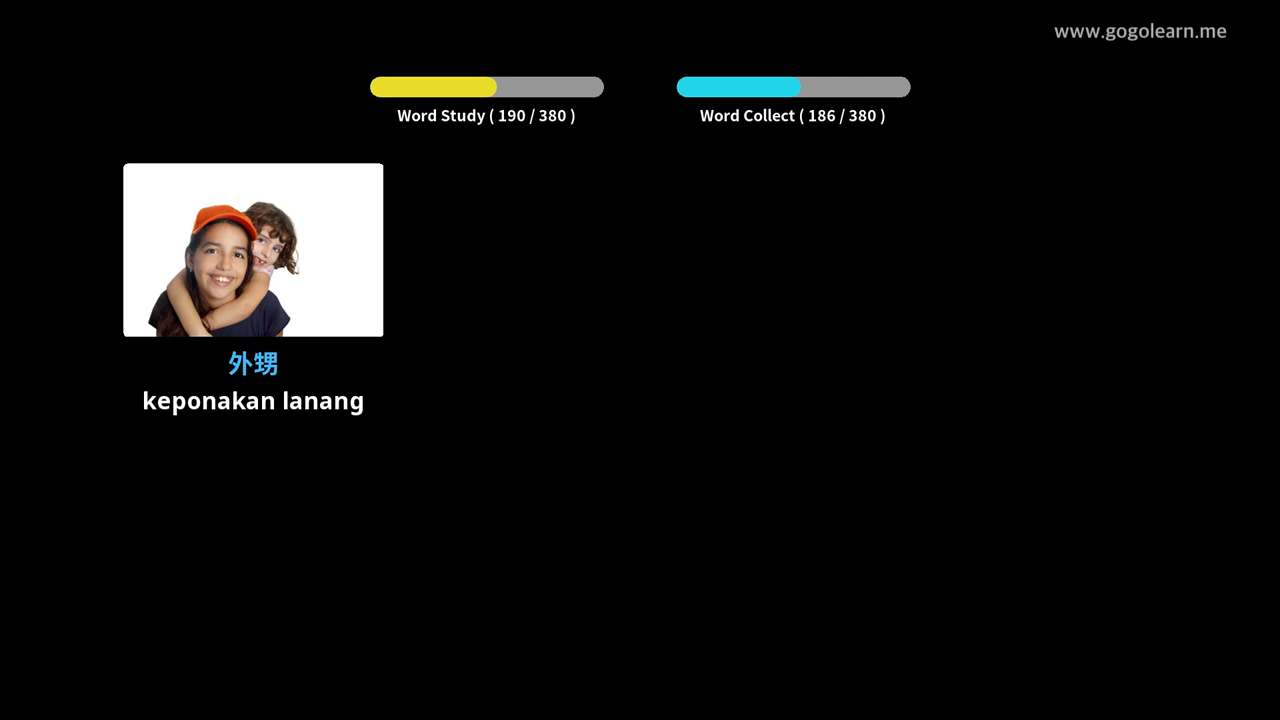 www.gogolearn.me
Word Study ( 190 / 380 )
Word Collect ( 186 / 380 )
外甥
keponakan lanang